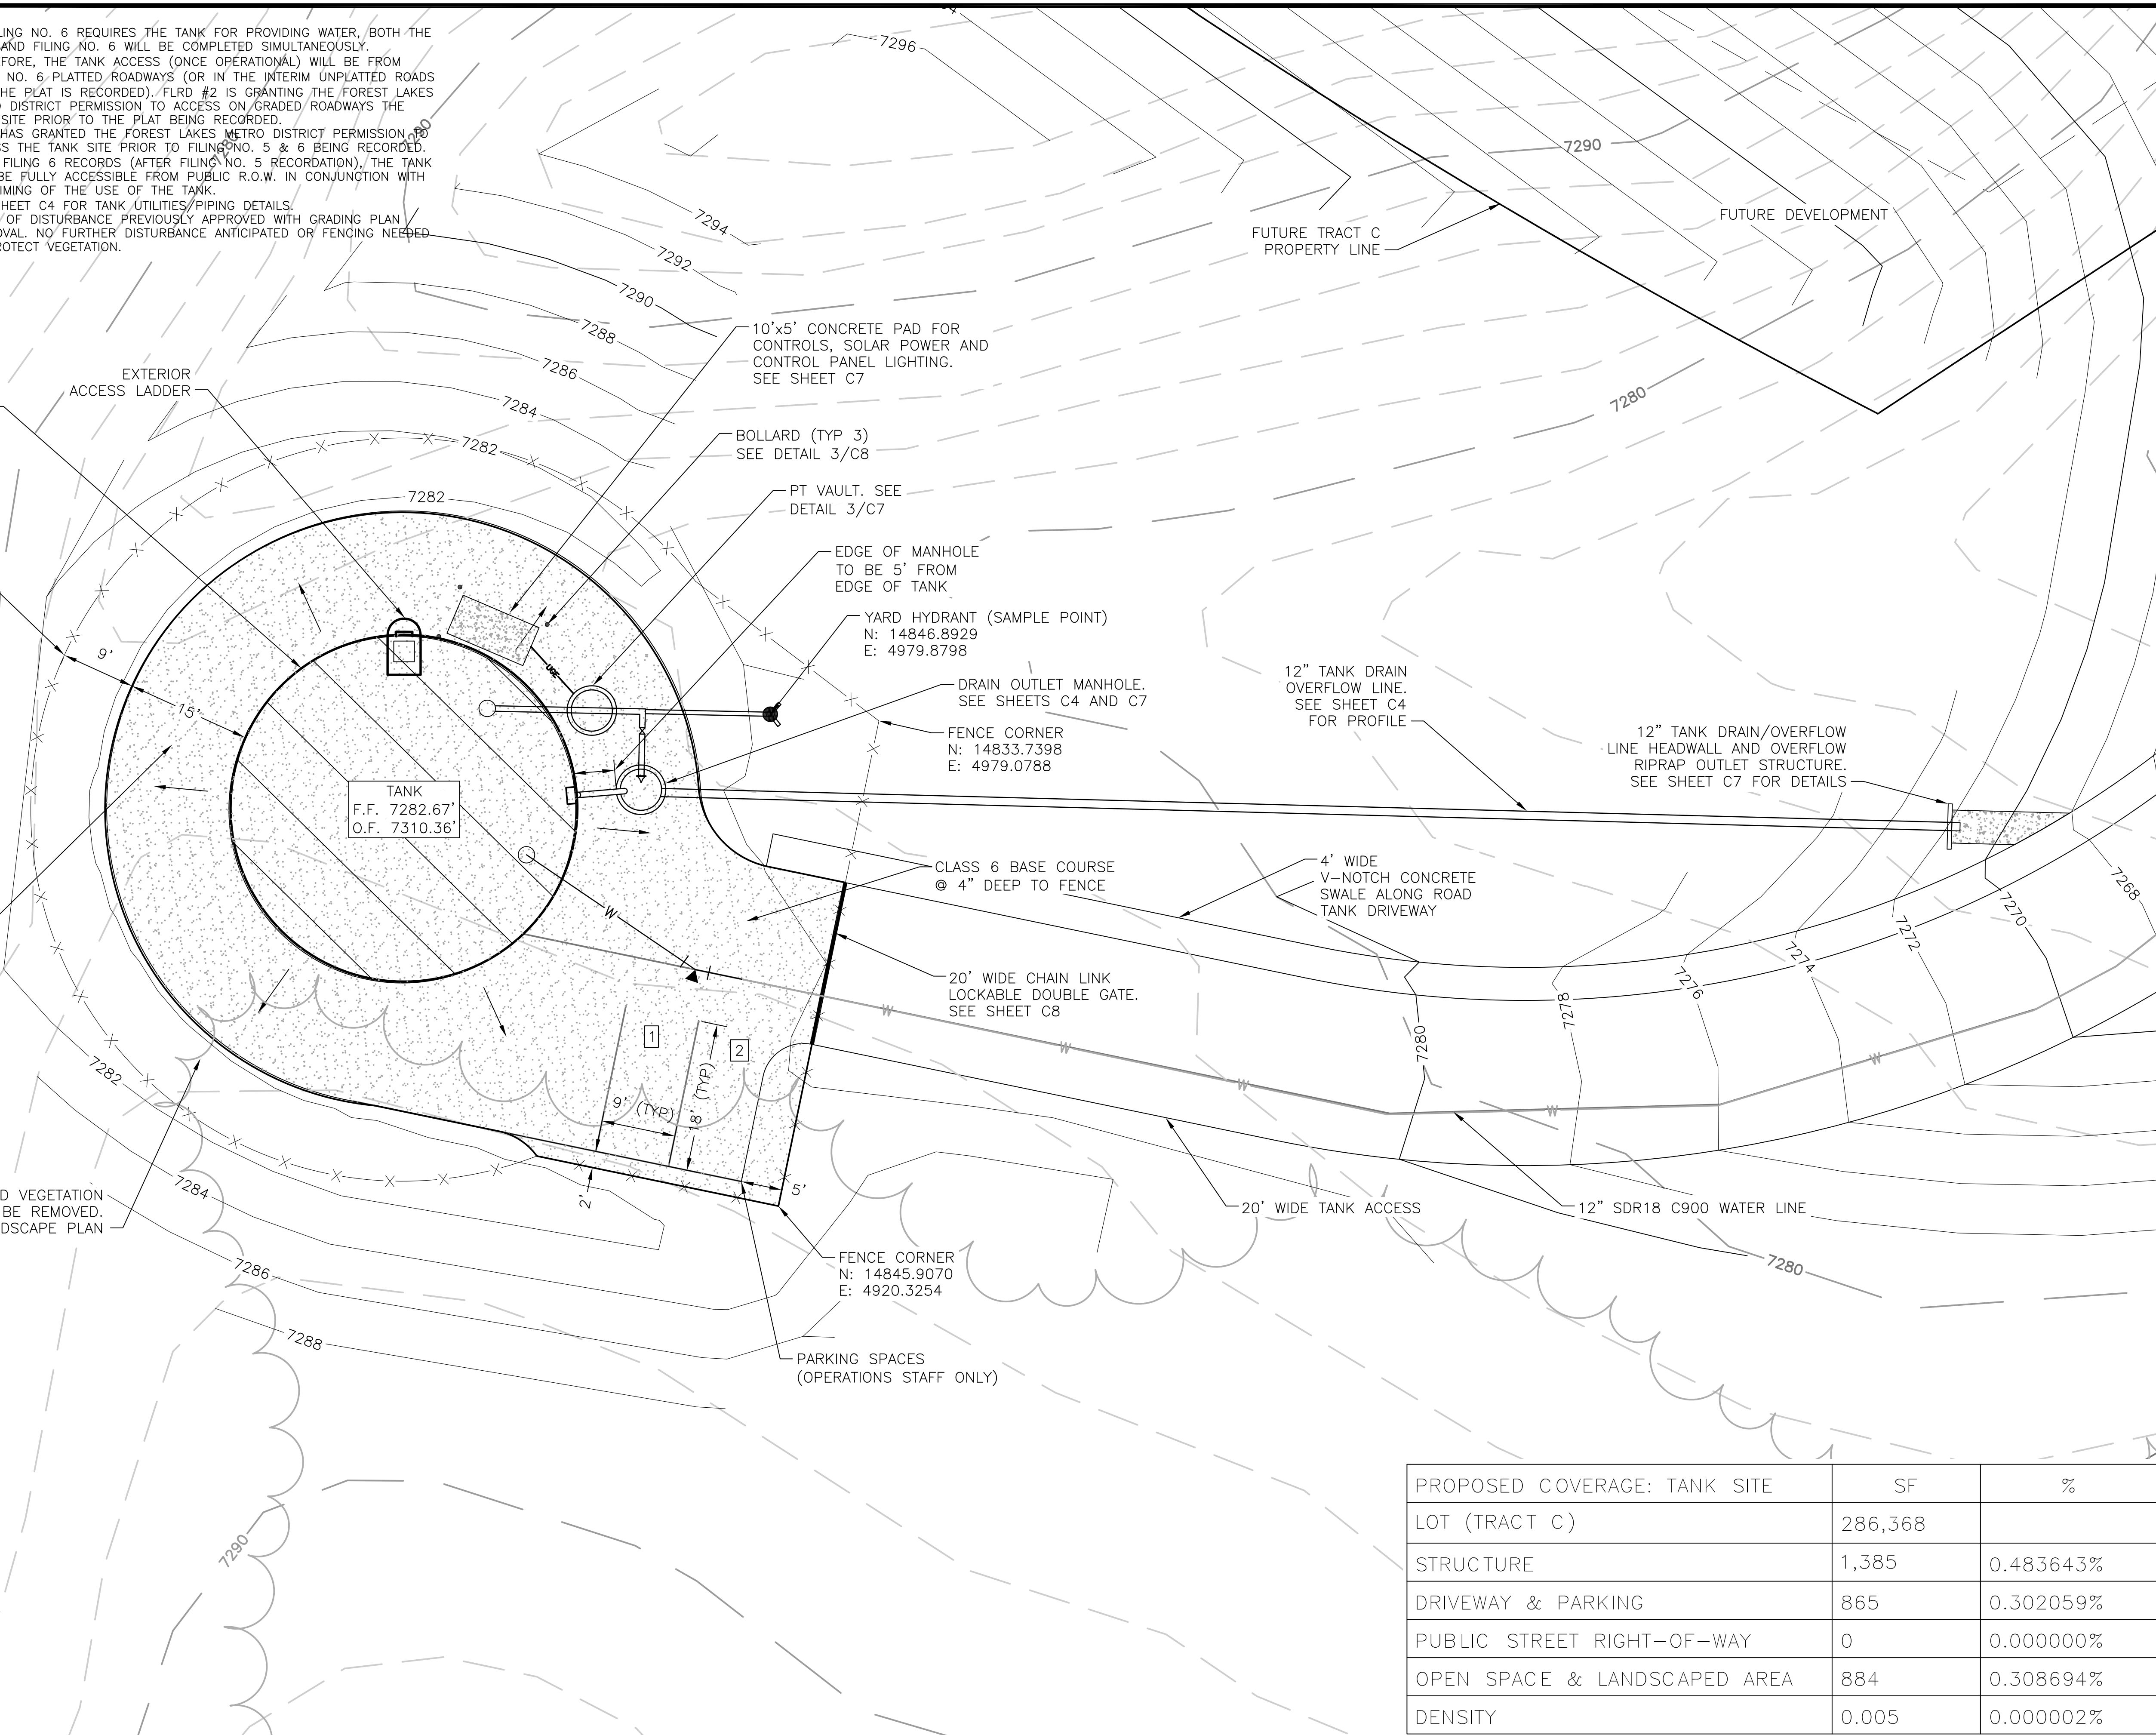 LING NO. 6 REQUIRES THE TANK FOR PROVIDING WATER, BOTH THE
AND FILING NO. 6 WILL BE COMPLETED SIMULTANEOUSLY.
FORE, THE TANK ACCESS (ONCE OPERATIONAL) WILL BE FROM
NO. 6 PLATTED ROADWAYS (OR IN THE INTERIM UNPLATTED ROADS
HE PLAT IS RECORDED). FLRD #2 IS GRANTING THE FOREST LAKES
DISTRICT PERMISSION TO ACCESS ON GRADED ROADWAYS THE
SITE PRIOR TO THE PLAT BEING RECORDED.
HAS GRANTED THE FOREST LAKES METRO DISTRICT PERMISSION TO
SS THE TANK SITE PRIOR TO FILING NO. 5 & 6 BEING RECORDED.
FILING 6 RECORDS (AFTER FILING NO. 5 RECORDATION), THE TANK
BE FULLY ACCESSIBLE FROM PUBLIC R.O.W. IN CONJUNCTION WITH
IMING OF THE USE OF THE TANK.
HEET C4 FOR TANK UTILITIES/PIPING DETAILS.
OF DISTURBANCE PREVIOUSLY APPROVED WITH GRADING PLAN
OVAL. NO FURTHER DISTURBANCE ANTICIPATED OR FENCING NEEDED
ROTECT VEGETATION.
7280
7280
7296
7290
7294
7292
7290
7288
7286
7284
7282
7282
FUTURE TRACT C
PROPERTY LINE
FUTURE DEVELOPMENT
7280
EXTERIOR
ACCESS LADDER
10'x5' CONCRETE PAD FOR
CONTROLS, SOLAR POWER AND
CONTROL PANEL LIGHTING.
SEE SHEET C7
BOLLARD (TYP 3)
SEE DETAIL 3/C8
PT VAULT. SEE
DETAIL 3/C7
EDGE OF MANHOLE
TO BE 5' FROM
EDGE OF TANK
YARD HYDRANT (SAMPLE POINT)
N: 14846.8929
E: 4979.8798
DRAIN OUTLET MANHOLE.
SEE SHEETS C4 AND C7
FENCE CORNER
N: 14833.7398
E: 4979.0788
12" TANK DRAIN
OVERFLOW LINE.
SEE SHEET C4
FOR PROFILE
12" TANK DRAIN/OVERFLOW
LINE HEADWALL AND OVERFLOW
RIPRAP OUTLET STRUCTURE.
SEE SHEET C7 FOR DETAILS
9'
15'
UGE
TANK
F.F. 7282.67'
O.F. 7310.36'
W
CLASS 6 BASE COURSE
@ 4" DEEP TO FENCE
4' WIDE
V-NOTCH CONCRETE
SWALE ALONG ROAD
TANK DRIVEWAY
20' WIDE CHAIN LINK
LOCKABLE DOUBLE GATE.
SEE SHEET C8
W
W
W
W
W
7280
7278
7276
7274
7272
7270
7268
1
2
9' (TYP)
18' (TYP)
2'
5'
7282
7284
7286
7288
D VEGETATION
BE REMOVED.
DSCAPE PLAN
20' WIDE TANK ACCESS
12" SDR18 C900 WATER LINE
7280
FENCE CORNER
N: 14845.9070
E: 4920.3254
PARKING SPACES
(OPERATIONS STAFF ONLY)
7290
PROPOSED COVERAGE: TANK SITE SF %
LOT (TRACT C) 286,368
STRUCTURE 1,385 0.483643%
DRIVEWAY & PARKING 865 0.302059%
PUBLIC STREET RIGHT-OF-WAY 0 0.000000%
OPEN SPACE & LANDSCAPED AREA 884 0.308694%
DENSITY 0.005 0.000002%